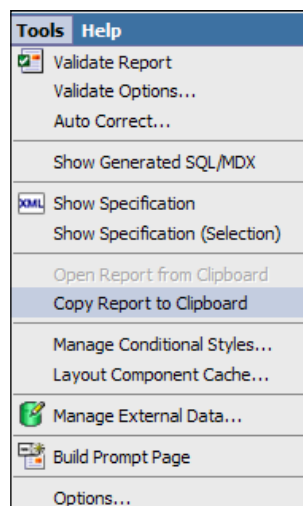 Tools Help
Validate Report
Validate Options...
Auto Correct...
Show Generated SQL/MDX
XML Show Specification
Show Specification (Selection)
Open Report from Clipboard
Copy Report to Clipboard
Manage Conditional Styles...
Layout Component Cache...
Manage External Data...
Build Prompt Page
Options...